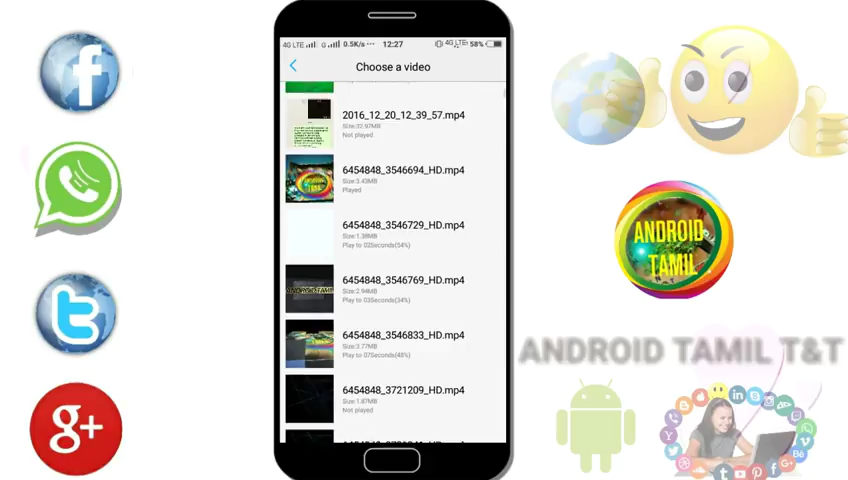 4G LTE G 0.5K/s ··· 12:27 4G LTE 58%
Choose a video
2016_12_20_12_39_57.mp4
Size:22.97MB
Not played
6454848_3546694_HD.mp4
Size:5.43MB
Played
6454848_3546729_HD.mp4
Size:1.38MB
Play to 02Seconds(54%)
6454848_3546769_HD.mp4
Size:2.94MB
Play to 03Seconds(34%)
6454848_3546833_HD.mp4
Size:3.77MB
Play to 07Seconds(48%)
6454848_3721209_HD.mp4
Size:1.87MB
Not played
f
t
g+
ANDROID
TAMIL
ANDROID TAMIL T&T